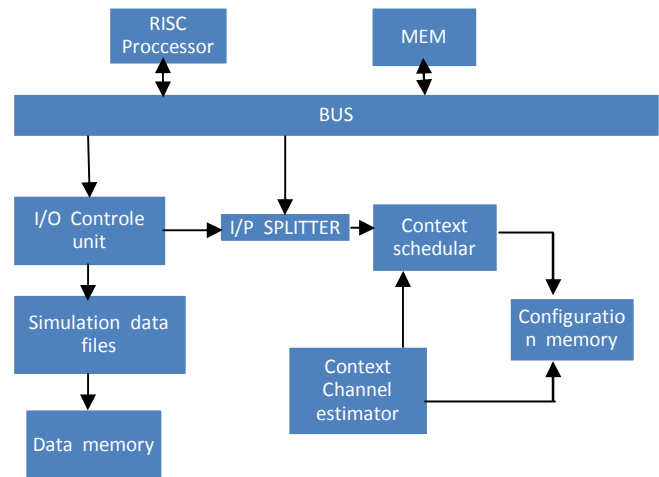 RISC
Proccessor
MEM
BUS
I/O Controle
unit
I/P SPLITTER
Context
schedular
Simulation data
files
Configuratio
n memory
Context
Channel
estimator
Data memory